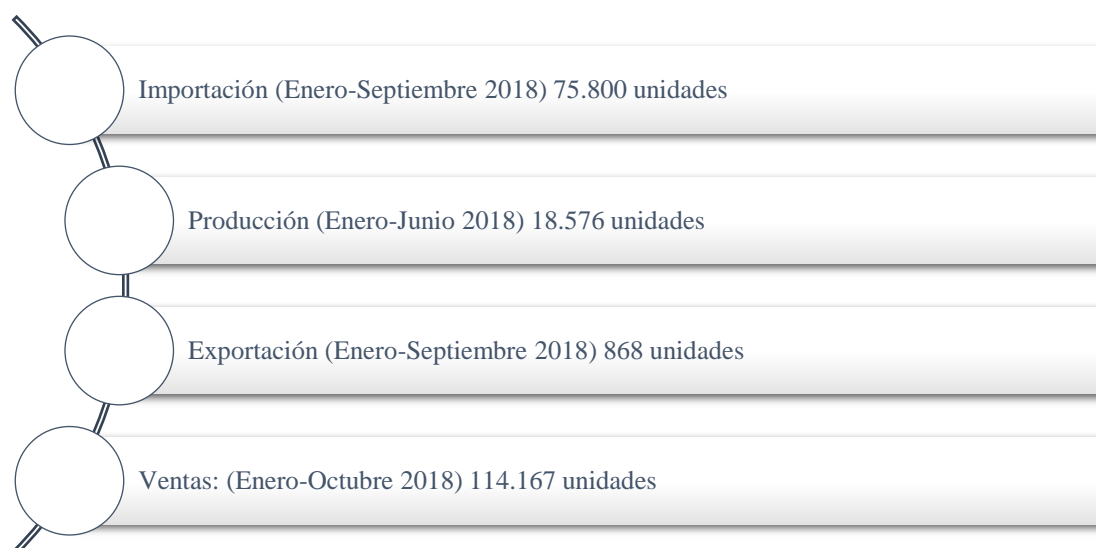 Importación (Enero-Septiembre 2018) 75.800 unidades
Producción (Enero-Junio 2018) 18.576 unidades
Exportación (Enero-Septiembre 2018) 868 unidades
Ventas: (Enero-Octubre 2018) 114.167 unidades